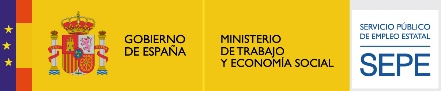 GOBIERNO
DE ESPAÑA
MINISTERIO
DE TRABAJO
Y ECONOMÍA SOCIAL
SERVICIO PÚBLICO
DE EMPLEO ESTATAL
SEPE